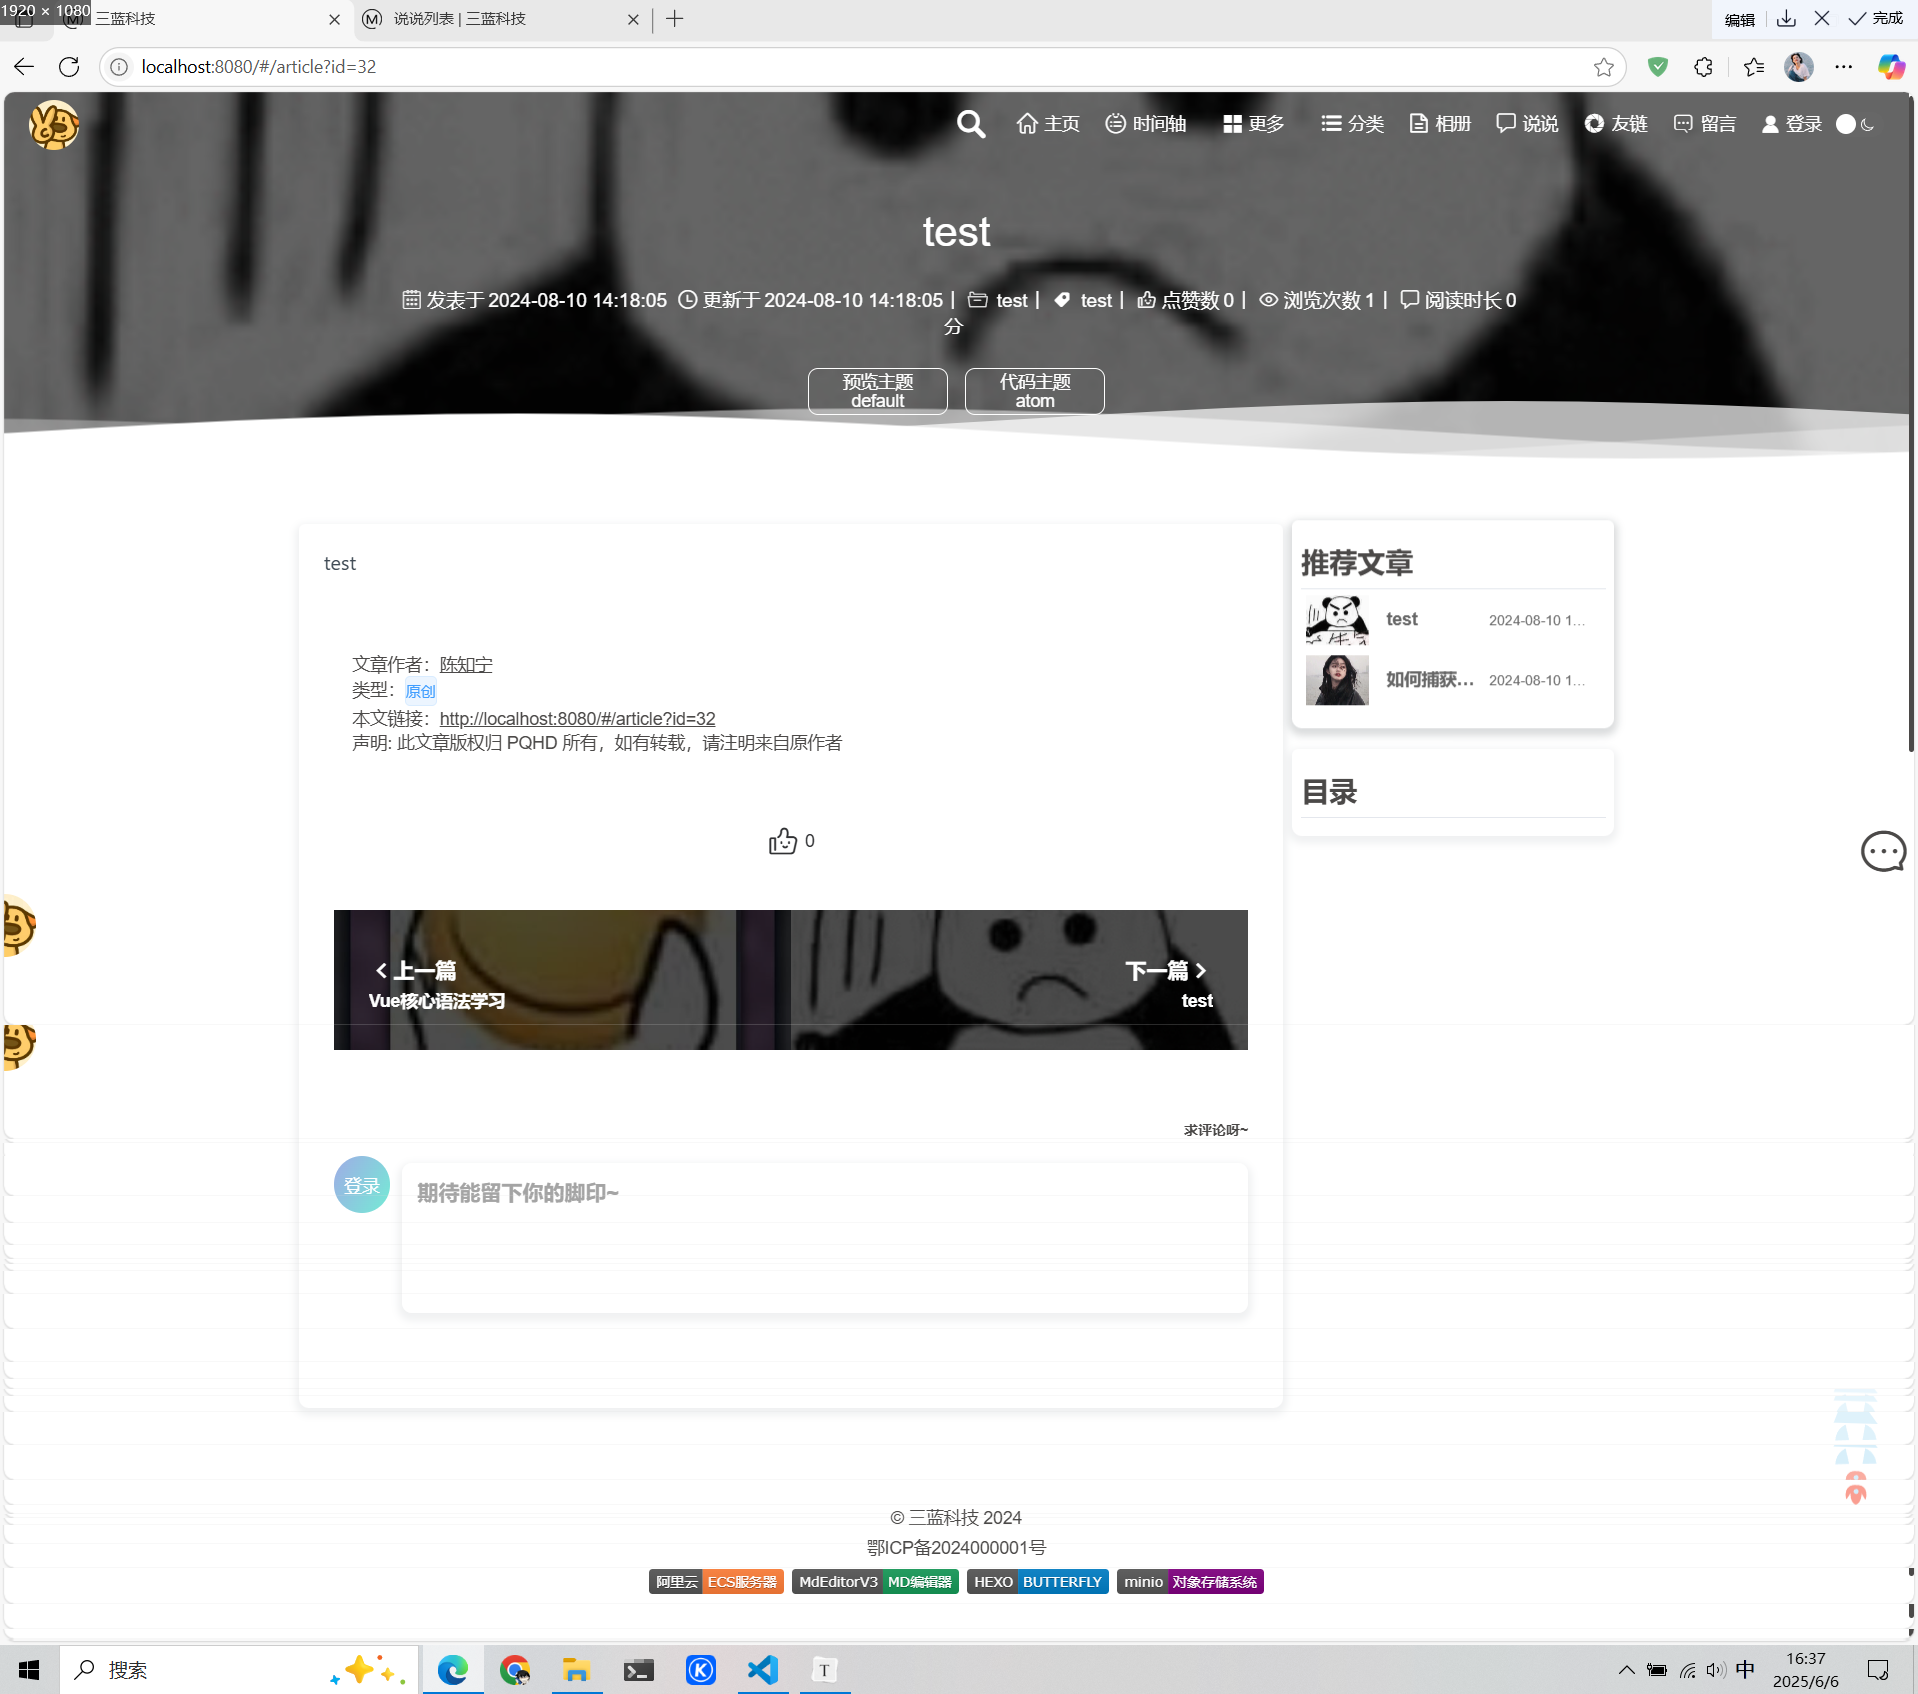 1920 × 1080
三蓝科技
说说列表 | 三蓝科技
编辑
完成
localhost:8080/#/article?id=32
主页
时间轴
更多
分类
相册
说说
友链
留言
登录
test
发表于 2024-08-10 14:18:05 更新于 2024-08-10 14:18:05 | test | test | 点赞数 0 | 浏览次数 1 | 阅读时长 0
分
预览主题
default
代码主题
atom
test
文章作者：陈知宁
类型：原创
本文链接：http://localhost:8080/#/article?id=32
声明: 此文章版权归 PQHD 所有，如有转载，请注明来自原作者
0
上一篇
Vue核心语法学习
下一篇
test
求评论呀~
登录
期待能留下你的脚印~
推荐文章
test 2024-08-10 1...
如何捕获... 2024-08-10 1...
目录
© 三蓝科技 2024
鄂ICP备2024000001号
阿里云 ECS服务器
MdEditorV3 MD编辑器
HEXO BUTTERFLY
minio 对象存储系统
搜索
中
16:37
2025/6/6